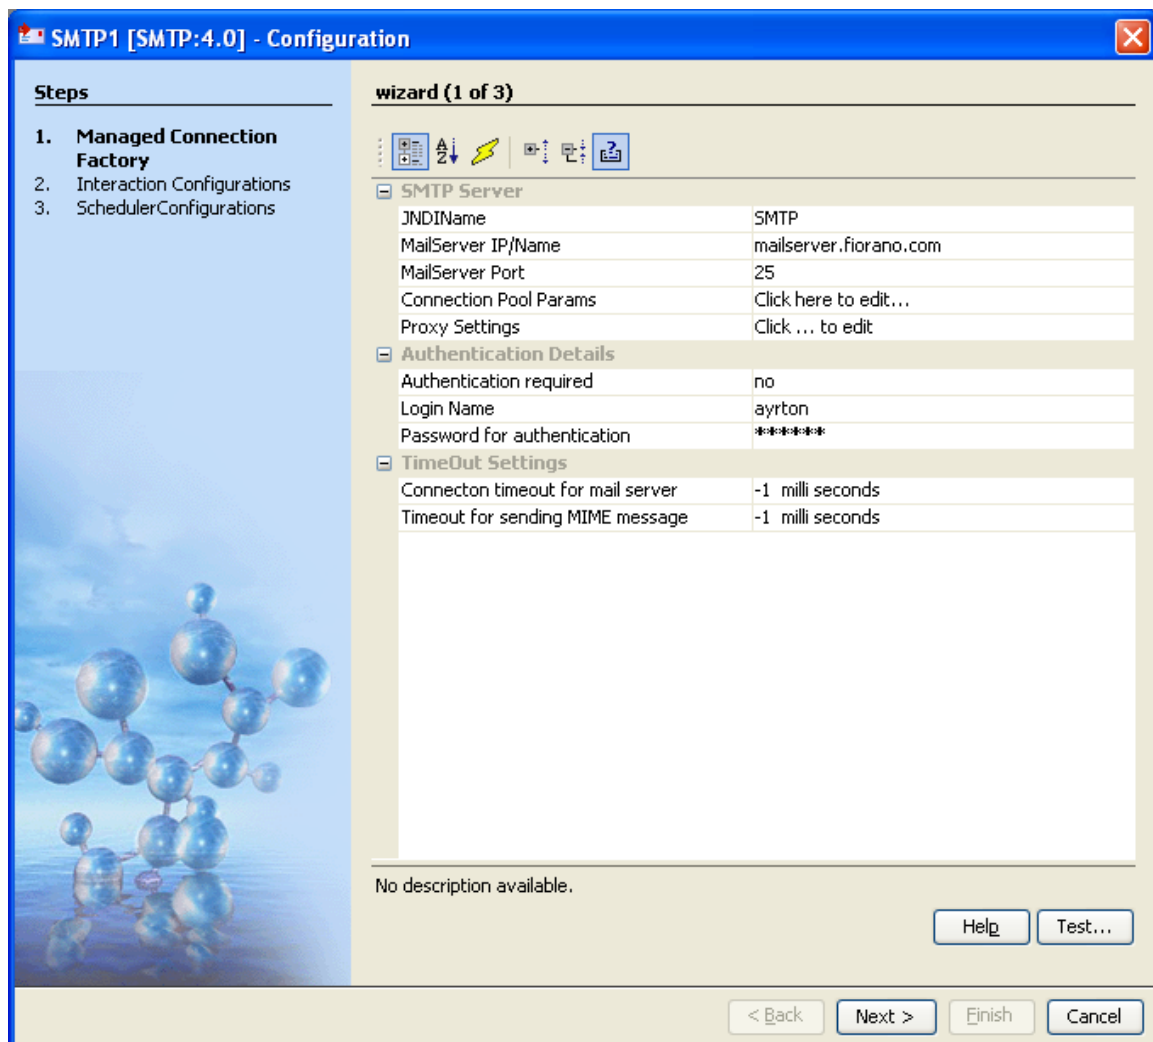 SMTP1 [SMTP:4.0] - Configuration
Steps
1. Managed Connection
Factory
2. Interaction Configurations
3. SchedulerConfigurations
wizard (1 of 3)
SMTP Server
JNDIName SMTP
MailServer IP/Name mailserver.fiorano.com
MailServer Port 25
Connection Pool Params Click here to edit...
Proxy Settings Click ... to edit
Authentication Details
Authentication required no
Login Name ayrton
Password for authentication ******
TimeOut Settings
Connecton timeout for mail server -1 milli seconds
Timeout for sending MIME message -1 milli seconds
No description available.
Help Test...
< Back Next > Finish Cancel